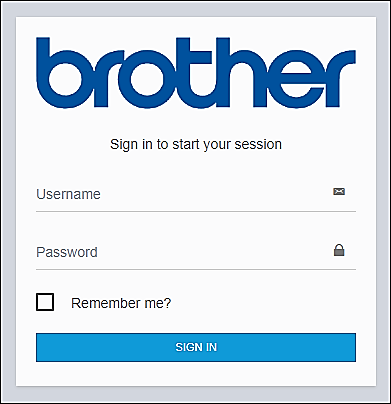 brother
Sign in to start your session
Username
Password
Remember me?
SIGN IN